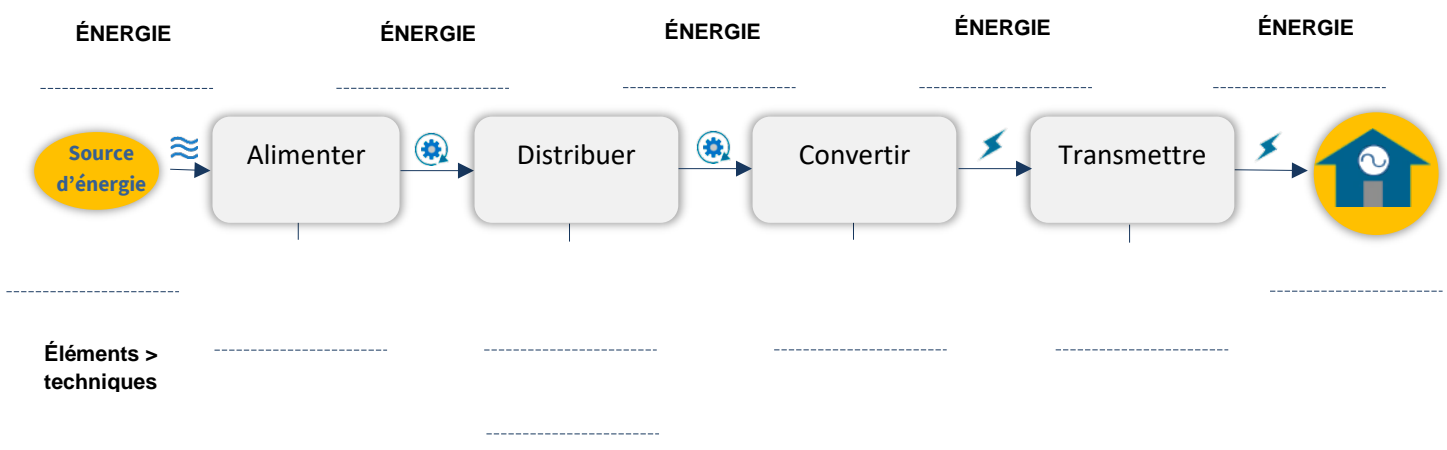 ÉNERGIE
ÉNERGIE
ÉNERGIE
ÉNERGIE
ÉNERGIE
Source
d'énergie
Alimenter
Distribuer
Convertir
Transmettre
Éléments >
techniques